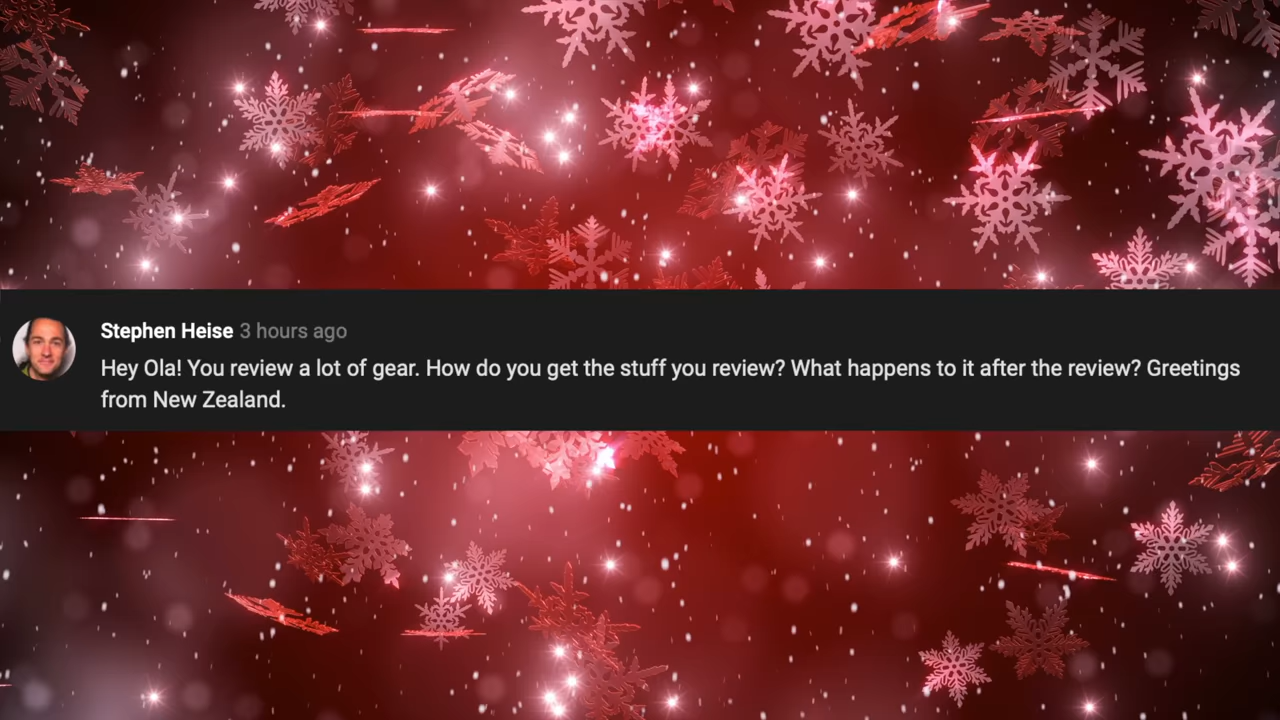 Stephen Heise 3 hours ago
Hey Ola! You review a lot of gear. How do you get the stuff you review? What happens to it after the review? Greetings
from New Zealand.